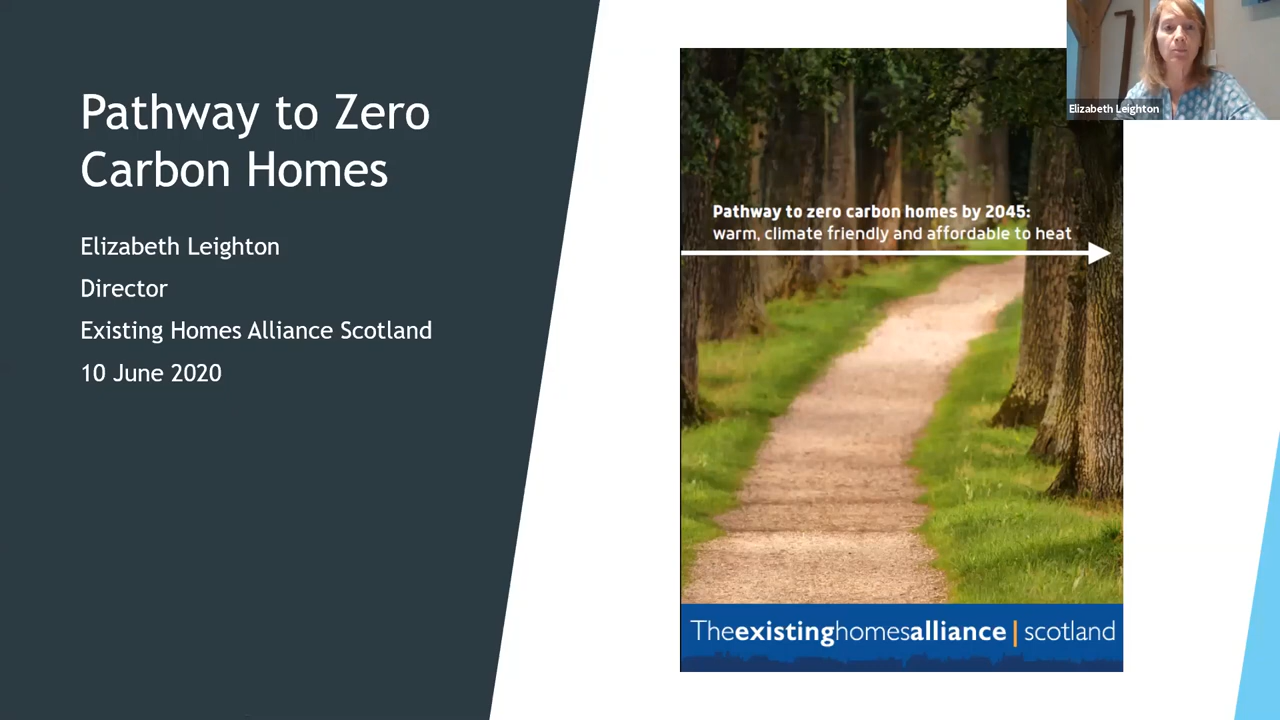 Pathway to Zero
Carbon Homes
Elizabeth Leighton
Director
Existing Homes Alliance Scotland
10 June 2020
Pathway to zero carbon homes by 2045:
warm, climate friendly and affordable to heat
Theexistinghomesalliance | scotland
Elizabeth Leighton